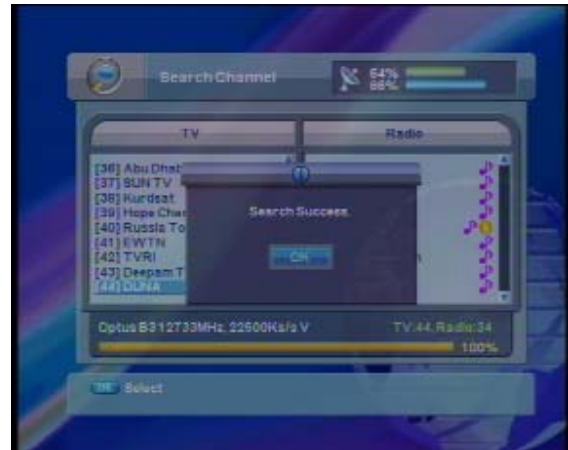 Search Channel
64%
86%
TV
Radio
[36] Abu Dhab
[37] SUN TV
[38] Kurdsat
[39] Hope Chan
[40] Russia To
[41] EWTN
[42] TVRI
[43] Deepam T
[44] DUNA
Search Success.
OK
Optus B3 12733MHz, 22500Ks/s V
TV:44, Radio:34
100%
OK Select